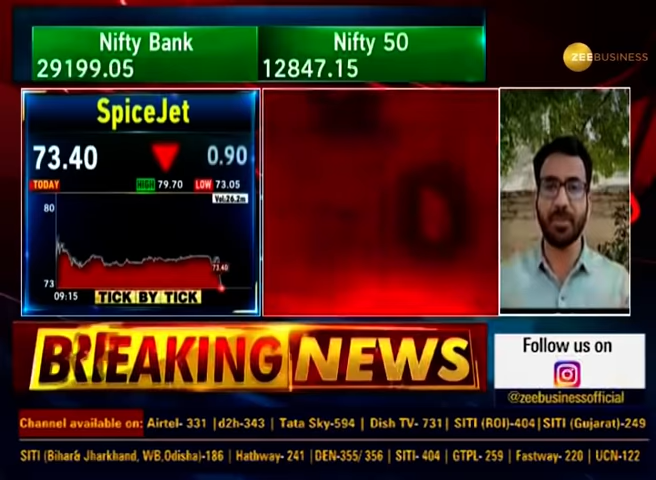 Nifty Bank
29199.05
Nifty 50
12847.15
ZEEBUSINESS
SpiceJet
73.40 0.90
TODAY HIGH 79.70 LOW 73.05
Vol:26.2m
80
73.40
73
09:15 TICK BY TICK
BREAKING NEWS
Follow us on
@zeebusinessofficial
Channel available on: Airtel- 331 |d2h-343 | Tata Sky-594 | Dish TV- 731| SITI (ROI)-404|SITI (Gujarat)-249
SITI (Bihar& Jharkhand, WB,Odisha)-186 | Hathway- 241 |DEN-355/ 356 | SITI- 404 | GTPL- 259 | Fastway- 220 | UCN-122